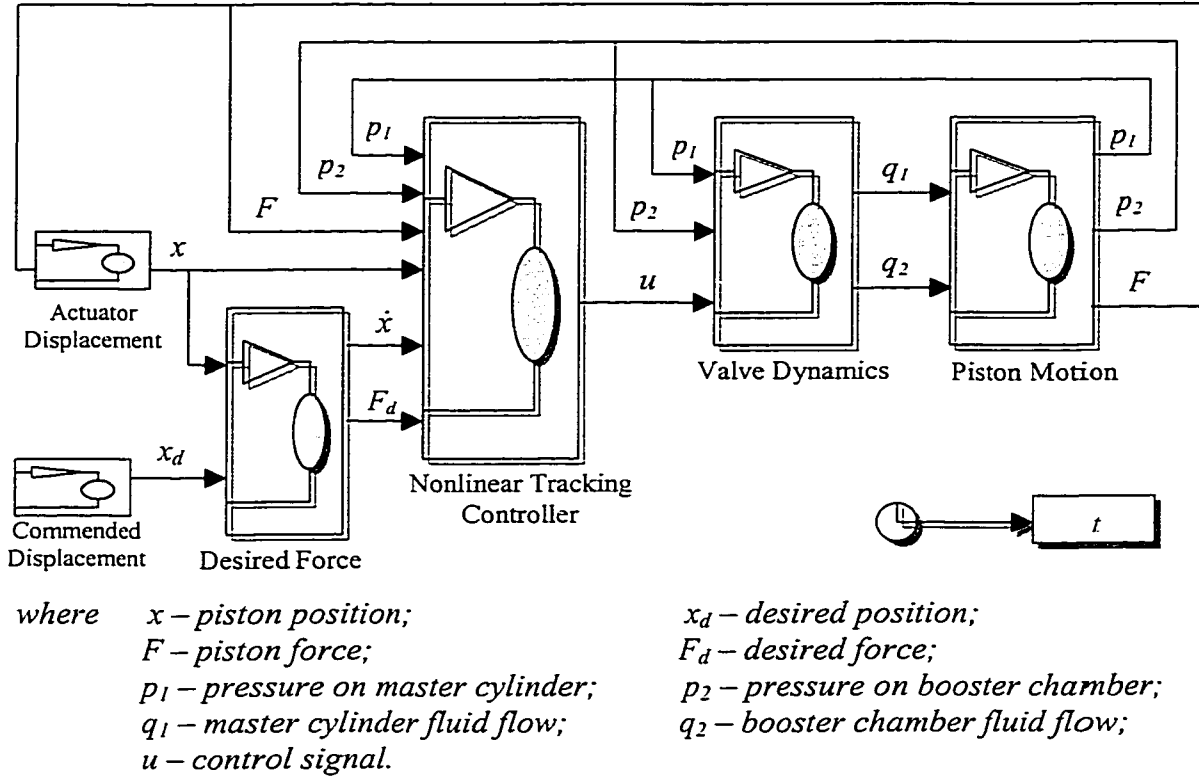 p1
p2
F
x
Actuator
Displacement
ẋ
Fd
xd
Commended
Displacement
Desired Force
Nonlinear Tracking
Controller
u
p1
p2
Valve Dynamics
q1
q2
Piston Motion
p1
p2
F
t
where x – piston position; xd – desired position;
F – piston force; Fd – desired force;
p1 – pressure on master cylinder; p2 – pressure on booster chamber;
q1 – master cylinder fluid flow; q2 – booster chamber fluid flow;
u – control signal.